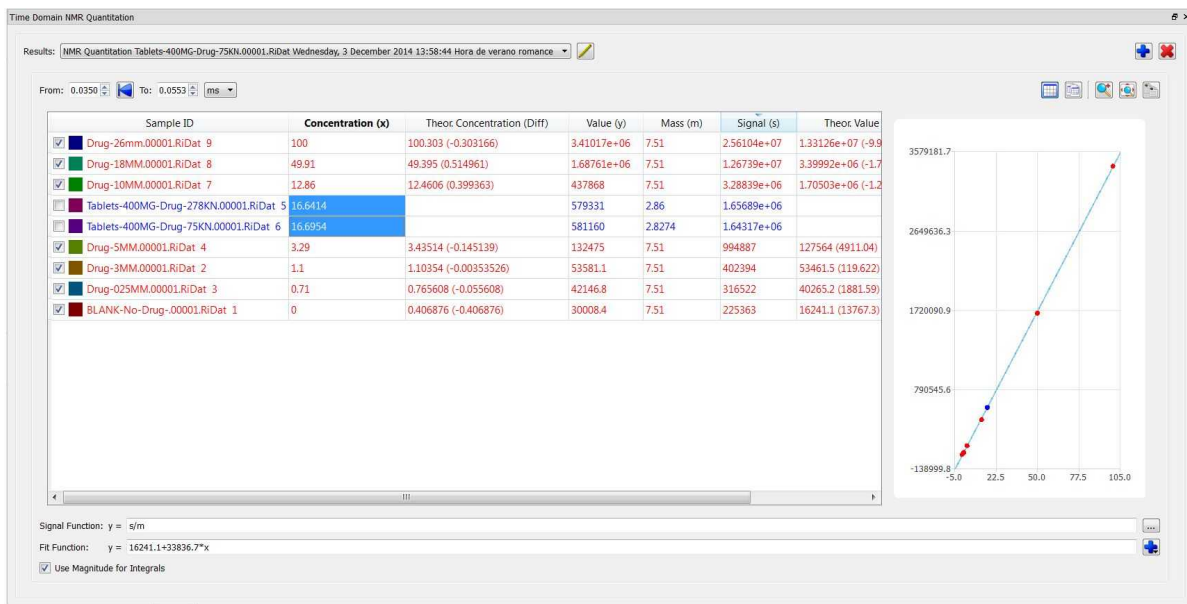 Time Domain NMR Quantitation
Results: NMR Quantitation Tablets-400MG-Drug-75KN.00001.RiDat Wednesday, 3 December 2014 13:58:44 Hora de verano romance
From: 0.0350 To: 0.0553 ms
Sample ID Concentration (x) Theor. Concentration (Diff) Value (y) Mass (m) Signal (s) Theor. Value
Drug-26mm.00001.RiDat 9 100 100.303 (-0.303166) 3.41017e+06 7.51 2.56104e+07 1.33126e+07 (-9.9
Drug-18MM.00001.RiDat 8 49.91 49.395 (0.514961) 1.68761e+06 7.51 1.26739e+07 3.39992e+06 (-1.7
Drug-10MM.00001.RiDat 7 12.86 12.4606 (0.399363) 437868 7.51 3.28839e+06 1.70503e+06 (-1.2
Tablets-400MG-Drug-278KN.00001.RiDat 5 16.6414 579331 2.86 1.65689e+06
Tablets-400MG-Drug-75KN.00001.RiDat 6 16.6954 581160 2.8274 1.64317e+06
Drug-5MM.00001.RiDat 4 3.29 3.43514 (-0.145139) 132475 7.51 994887 127564 (4911.04)
Drug-3MM.00001.RiDat 2 1.1 1.10354 (-0.00353526) 53581.1 7.51 402394 53461.5 (119.622)
Drug-025MM.00001.RiDat 3 0.71 0.765608 (-0.055608) 42146.8 7.51 316522 40265.2 (1881.59)
BLANK-No-Drug-.00001.RiDat 1 0 0.406876 (-0.406876) 30008.4 7.51 225363 16241.1 (13767.3)
3579181.7
2649636.3
1720090.9
790545.6
-138999.8
-5.0 22.5 50.0 77.5 105.0
Signal Function: y = s/m
...
Fit Function: y = 16241.1+33836.7*x
Use Magnitude for Integrals